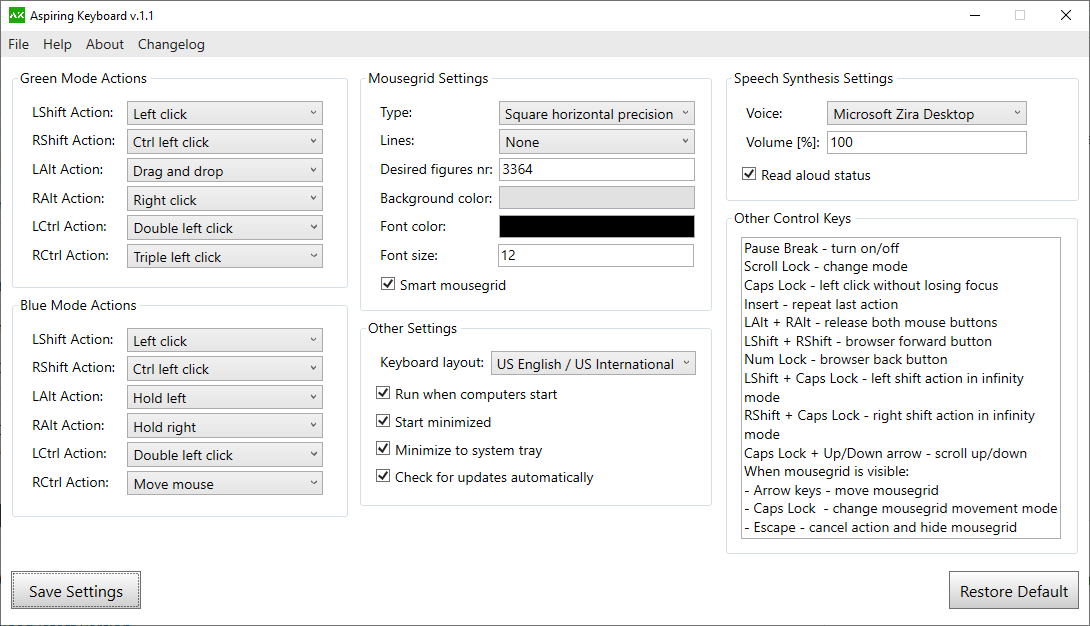 AK Aspiring Keyboard v.1.1
File Help About Changelog
Green Mode Actions
LShift Action: Left click
RShift Action: Ctrl left click
LAlt Action: Drag and drop
RAlt Action: Right click
LCtrl Action: Double left click
RCtrl Action: Triple left click
Blue Mode Actions
LShift Action: Left click
RShift Action: Ctrl left click
LAlt Action: Hold left
RAlt Action: Hold right
LCtrl Action: Double left click
RCtrl Action: Move mouse
Mousegrid Settings
Type: Square horizontal precision
Lines: None
Desired figures nr: 3364
Background color:
Font color:
Font size: 12
Smart mousegrid
Other Settings
Keyboard layout: US English / US International
Run when computers start
Start minimized
Minimize to system tray
Check for updates automatically
Speech Synthesis Settings
Voice: Microsoft Zira Desktop
Volume [%]: 100
Read aloud status
Other Control Keys
Pause Break - turn on/off
Scroll Lock - change mode
Caps Lock - left click without losing focus
Insert - repeat last action
LAlt + RAlt - release both mouse buttons
LShift + RShift - browser forward button
Num Lock - browser back button
LShift + Caps Lock - left shift action in infinity
mode
RShift + Caps Lock - right shift action in infinity
mode
Caps Lock + Up/Down arrow - scroll up/down
When mousegrid is visible:
- Arrow keys - move mousegrid
- Caps Lock  - change mousegrid movement mode
- Escape - cancel action and hide mousegrid
Save Settings
Restore Default